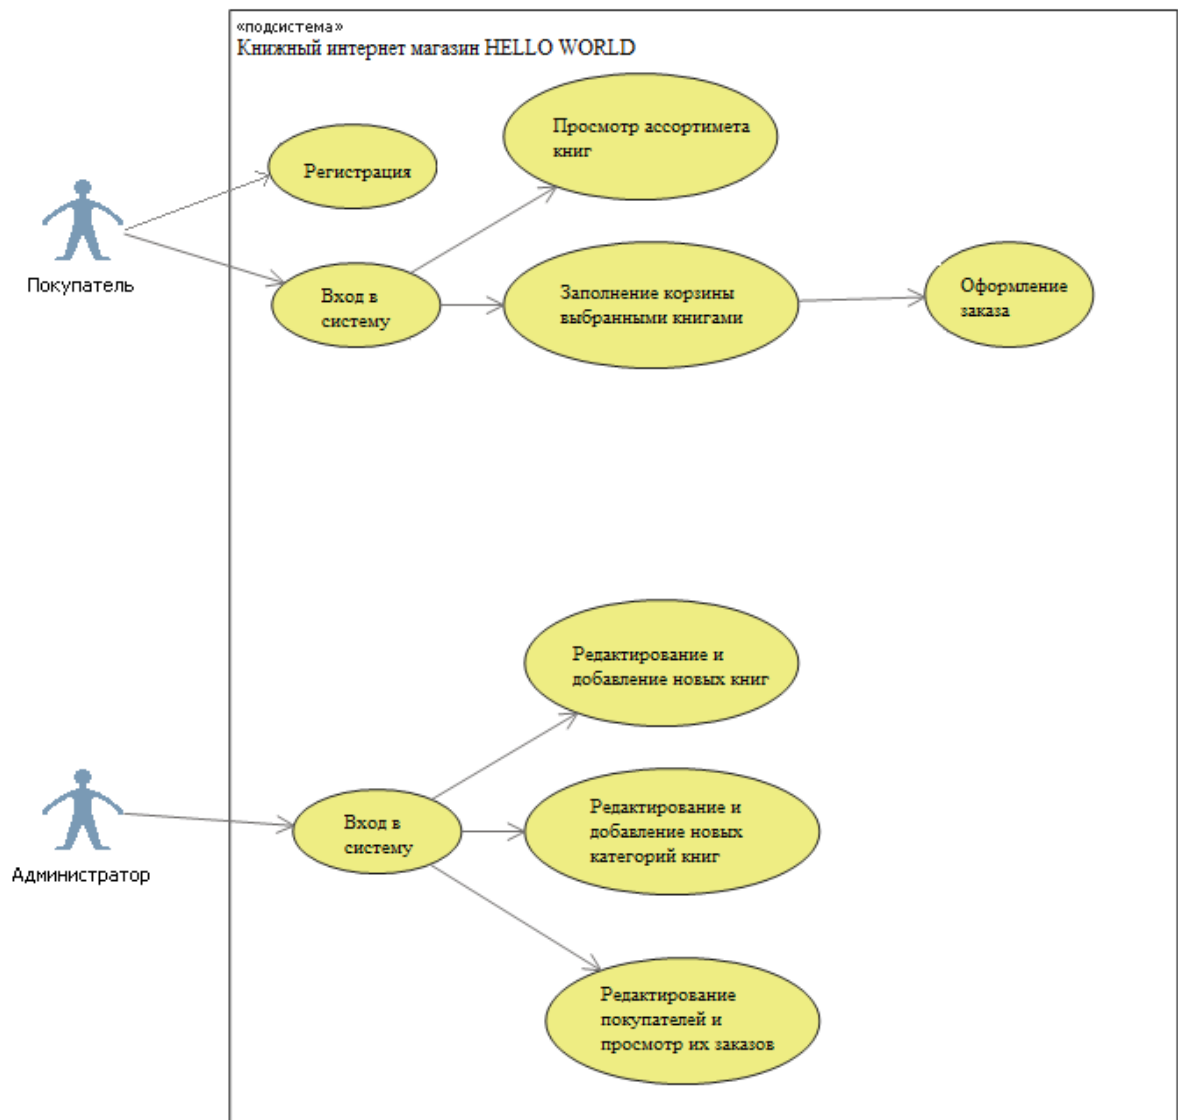 «подсистема»
Книжный интернет магазин HELLO WORLD
Просмотр ассортимета
книг
Регистрация
Покупатель
Вход в
систему
Заполнение корзины
выбранными книгами
Оформление
заказа
Редактирование и
добавление новых книг
Администратор
Вход в
систему
Редактирование и
добавление новых
категорий книг
Редактирование
покупателей и
просмотр их заказов